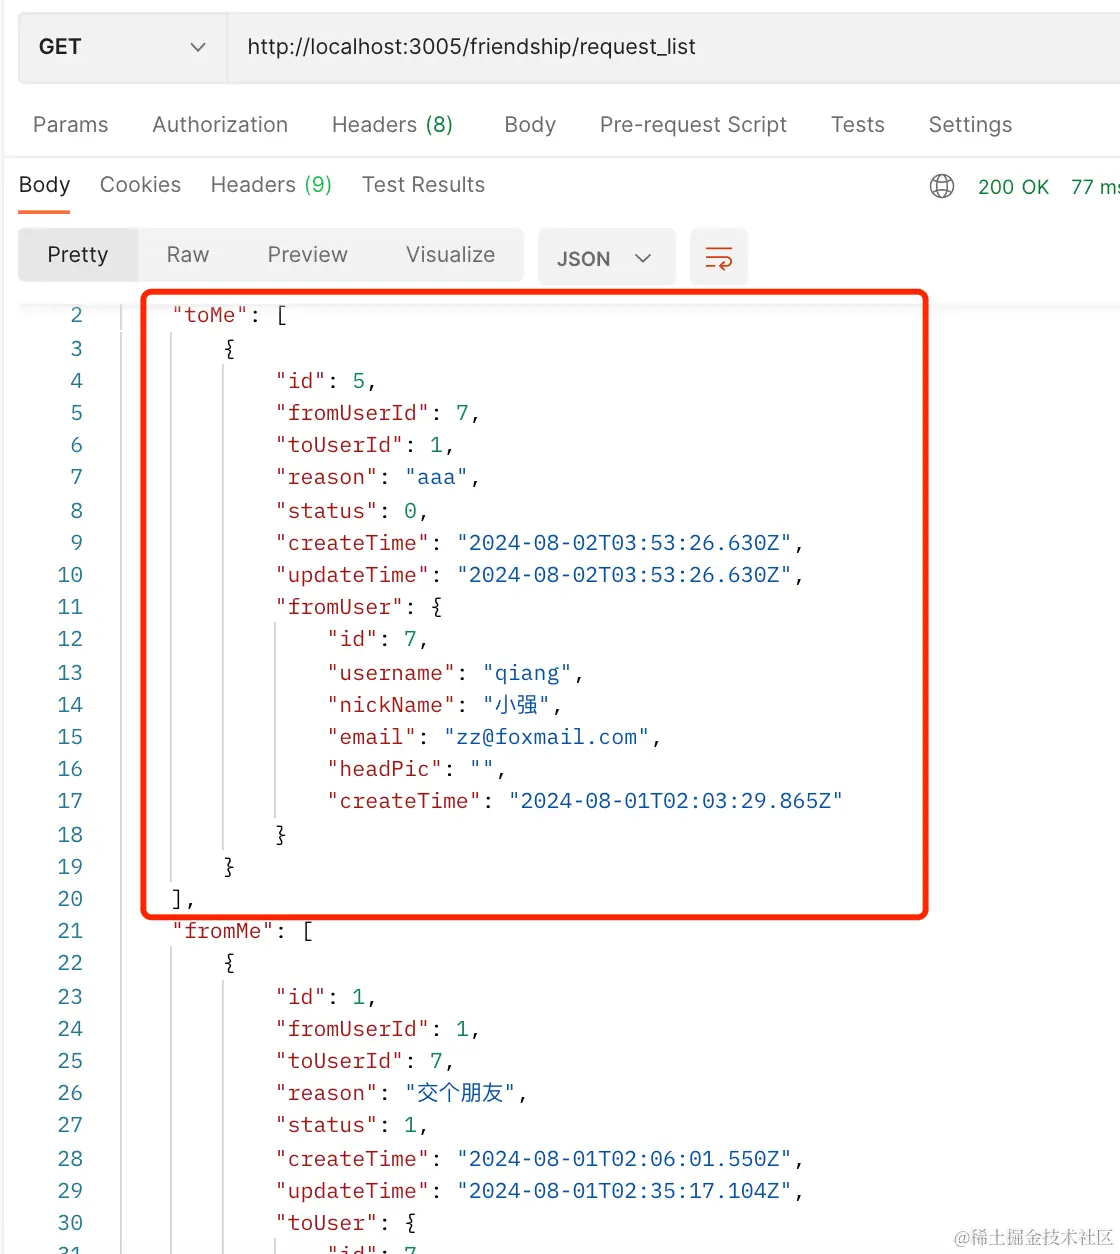 GET http://localhost:3005/friendship/request_list
Params Authorization Headers (8) Body Pre-request Script Tests Settings
Body Cookies Headers (9) Test Results 200 OK 77 ms
Pretty Raw Preview Visualize JSON
2 "toMe": [
3 {
4 "id": 5,
5 "fromUserId": 7,
6 "toUserId": 1,
7 "reason": "aaa",
8 "status": 0,
9 "createTime": "2024-08-02T03:53:26.630Z",
10 "updateTime": "2024-08-02T03:53:26.630Z",
11 "fromUser": {
12 "id": 7,
13 "username": "qiang",
14 "nickName": "小强",
15 "email": "zz@foxmail.com",
16 "headPic": "",
17 "createTime": "2024-08-01T02:03:29.865Z"
18 }
19 }
20 ],
21 "fromMe": [
22 {
23 "id": 1,
24 "fromUserId": 1,
25 "toUserId": 7,
26 "reason": "交个朋友",
27 "status": 1,
28 "createTime": "2024-08-01T02:06:01.550Z",
29 "updateTime": "2024-08-01T02:35:17.104Z",
30 "toUser": {
31 "id": 7
@稀土掘金技术社区